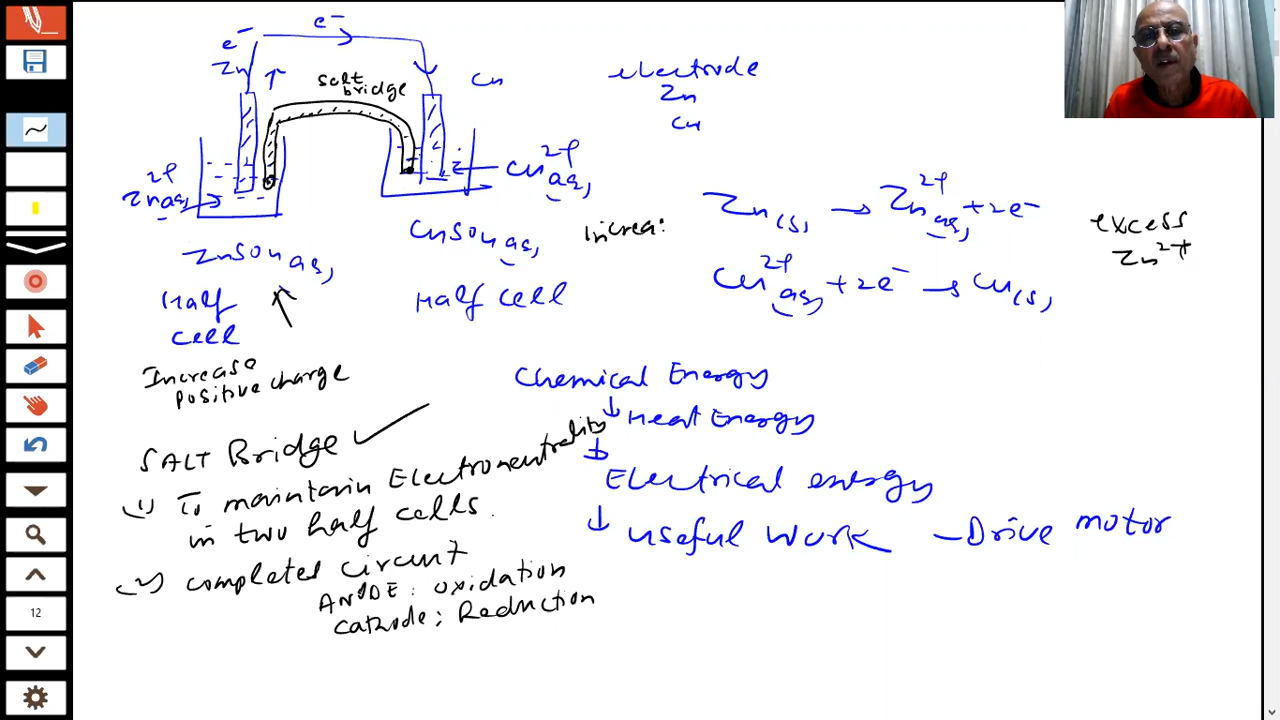 e⁻
e⁻
Zn
↑
salt
bridge
Cu
electrode
Zn
Cu
Zn²⁺aq,
Cu²⁺aq,
ZnSO4 aq,
CuSO4 aq,
increa:
Zn(s) → Zn²⁺aq, + 2e⁻
Cu²⁺aq, + 2e⁻ → Cu(s)
excess
Zn²⁺
Half
cell
Half cell
Increase
positive charge
Chemical Energy
↓ Heat Energy
↓
Electrical energy
↓ useful work – Drive motor
SALT Bridge
(1) To maintain Electroneutrality
in two half cells.
(2) completes circuit
ANODE: oxidation
Cathode; Reduction
12